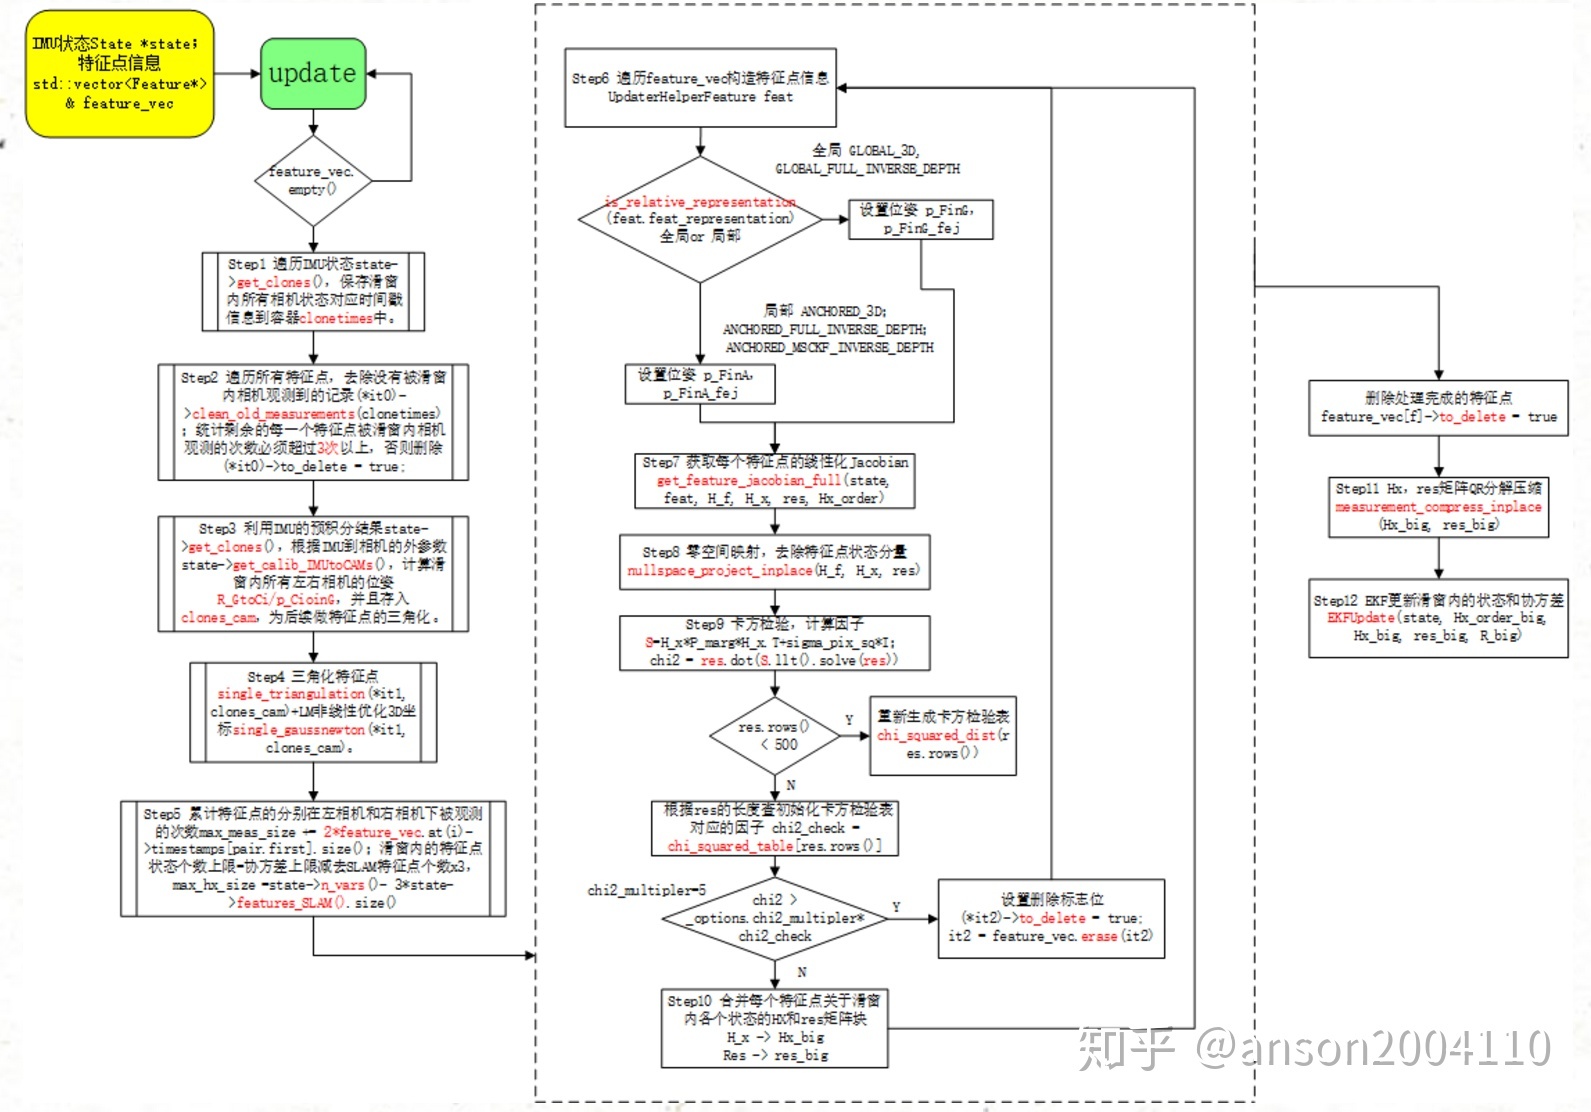 IMU状态State *state;
特征点信息
std::vector<Feature*>
& feature_vec
update
feature_vec.
empty()
Step1 遍历IMU状态state-
>get_clones(), 保存滑窗
内所有相机状态对应时间戳
信息到容器clonetimes中。
Step2 遍历所有特征点, 去除没有被滑窗
内相机观测到的记录(*it0)-
>clean_old_measurements(clonetimes)
; 统计剩余的每一个特征点被滑窗内相机
观测的次数必须超过3次以上, 否则删除
(*it0)->to_delete = true;
Step3 利用IMU的预积分结果state-
>get_clones(), 根据IMU到相机的外参数
state->get_calib_IMUtoCAMs(), 计算滑
窗内所有左右相机的位姿
R_GtoCi/p_CioinG, 并且存入
clones_cam, 为后续做特征点的三角化。
Step4 三角化特征点
single_triangulation(*it1,
clones_cam)+LM非线性优化3D坐
标single_gaussnewton(*it1,
clones_cam)。
Step5 累计特征点的分别在左相机和右相机下被观测
的次数max_meas_size += 2*feature_vec.at(i)-
>timestamps[pair.first].size(); 滑窗内的特征点
状态个数上限=协方差上限减去SLAM特征点个数x3,
max_hx_size =state->n_vars()- 3*state-
>features_SLAM().size()
Step6 遍历feature_vec构造特征点信息
UpdaterHelperFeature feat
全局 GLOBAL_3D,
GLOBAL_FULL_INVERSE_DEPTH
is_relative_representation
(feat.feat_representation)
全局or 局部
设置位姿 p_FinG,
p_FinG_fej
局部 ANCHORED_3D;
ANCHORED_FULL_INVERSE_DEPTH;
ANCHORED_MSCKF_INVERSE_DEPTH
设置位姿 p_FinA,
p_FinA_fej
Step7 获取每个特征点的线性化Jacobian
get_feature_jacobian_full(state,
feat, H_f, H_x, res, Hx_order)
Step8 零空间映射, 去除特征点状态分量
nullspace_project_inplace(H_f, H_x, res)
Step9 卡方检验, 计算因子
S=H_x*P_marg*H_x.T+sigma_pix_sq*I;
chi2 = res.dot(S.llt().solve(res))
res.rows()
< 500
Y
重新生成卡方检验表
chi_squared_dist(r
es.rows())
N
根据res的长度查初始化卡方检验表
对应的因子 chi2_check =
chi_squared_table[res.rows()]
chi2_multipler=5
chi2 >
_options.chi2_multipler*
chi2_check
Y
设置删除标志位
(*it2)->to_delete = true;
it2 = feature_vec.erase(it2)
N
Step10 合并每个特征点关于滑窗
内各个状态的HX和res矩阵块
H_x -> Hx_big
Res -> res_big
删除处理完成的特征点
feature_vec[f]->to_delete = true
Step11 Hx, res矩阵QR分解压缩
measurement_compress_inplace
(Hx_big, res_big)
Step12 EKF更新滑窗内的状态和协方差
EKFUpdate(state, Hx_order_big,
Hx_big, res_big, R_big)
知乎 @anson2004110